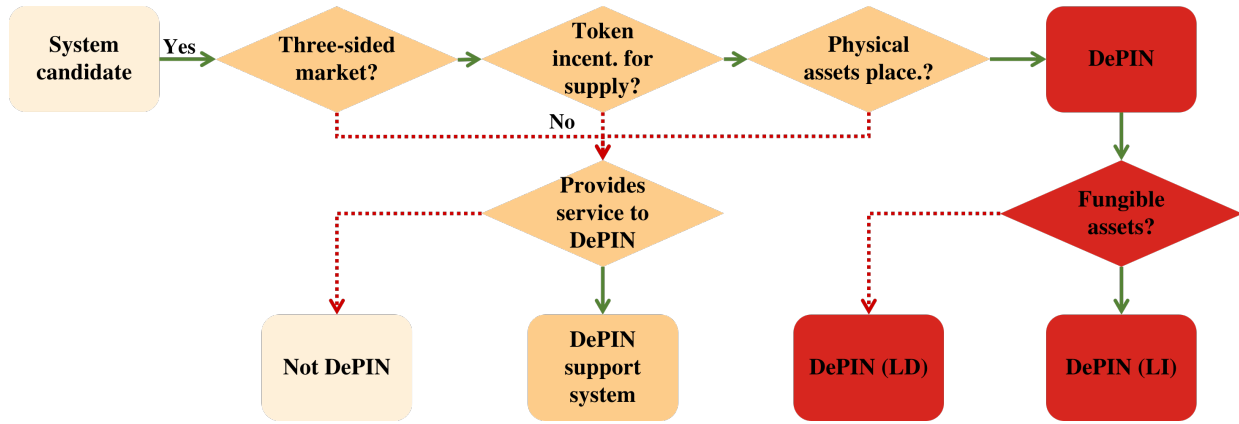 System
candidate
Yes
Three-sided
market?
Token
incent. for
supply?
Physical
assets place.?
DePIN
No
Provides
service to
DePIN
Fungible
assets?
Not DePIN
DePIN
support
system
DePIN (LD)
DePIN (LI)